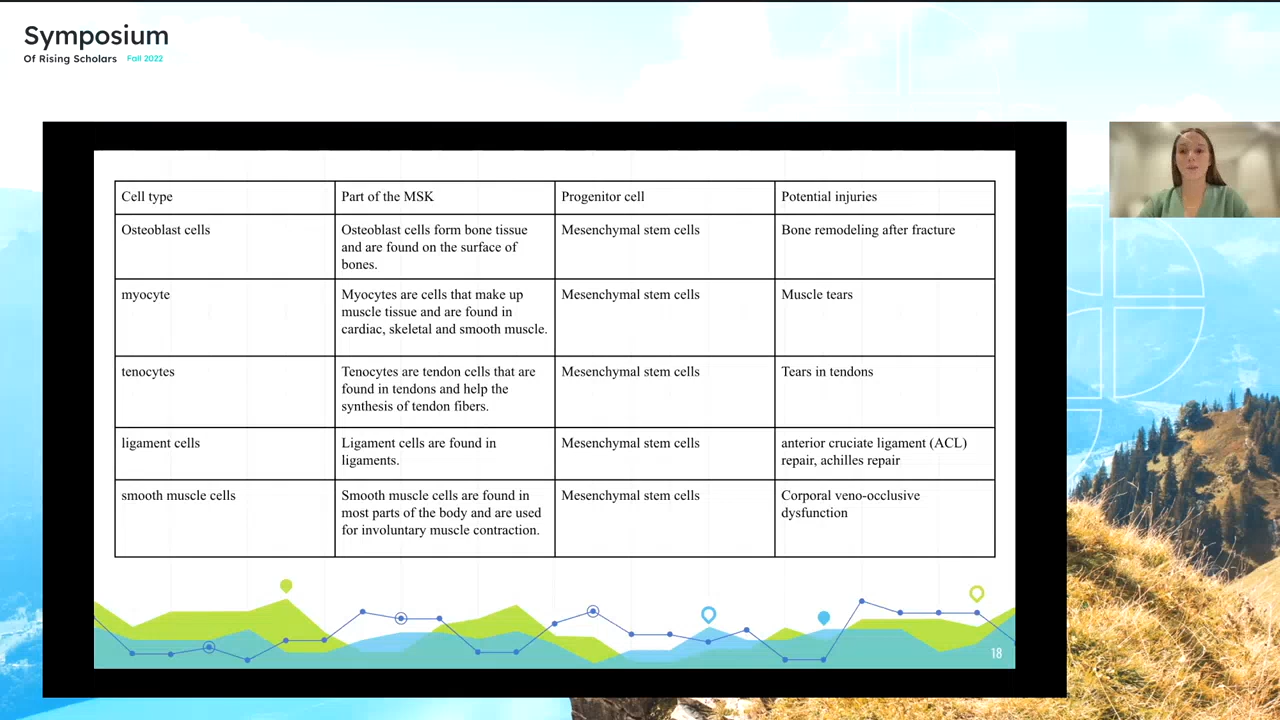 Symposium
Of Rising Scholars Fall 2022
Cell type
Part of the MSK
Progenitor cell
Potential injuries
Osteoblast cells
Osteoblast cells form bone tissue
and are found on the surface of
bones.
Mesenchymal stem cells
Bone remodeling after fracture
myocyte
Myocytes are cells that make up
muscle tissue and are found in
cardiac, skeletal and smooth muscle.
Mesenchymal stem cells
Muscle tears
tenocytes
Tenocytes are tendon cells that are
found in tendons and help the
synthesis of tendon fibers.
Mesenchymal stem cells
Tears in tendons
ligament cells
Ligament cells are found in
ligaments.
Mesenchymal stem cells
anterior cruciate ligament (ACL)
repair, achilles repair
smooth muscle cells
Smooth muscle cells are found in
most parts of the body and are used
for involuntary muscle contraction.
Mesenchymal stem cells
Corporal veno-occlusive
dysfunction
18